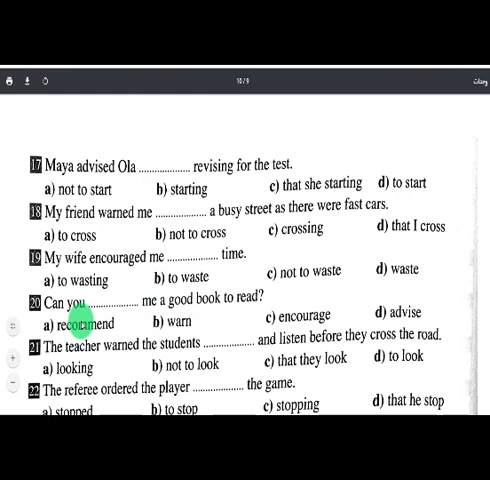 10/9
17 Maya advised Ola .................. revising for the test.
a) not to start b) starting c) that she starting d) to start
18 My friend warned me .................. a busy street as there were fast cars.
a) to cross b) not to cross c) crossing d) that I cross
19 My wife encouraged me .................. time.
a) to wasting b) to waste c) not to waste d) waste
20 Can you .................. me a good book to read?
a) recommend b) warn c) encourage d) advise
21 The teacher warned the students .................. and listen before they cross the road.
a) looking b) not to look c) that they look d) to look
22 The referee ordered the player .................. the game.
a) stopped b) to stop c) stopping d) that he stop